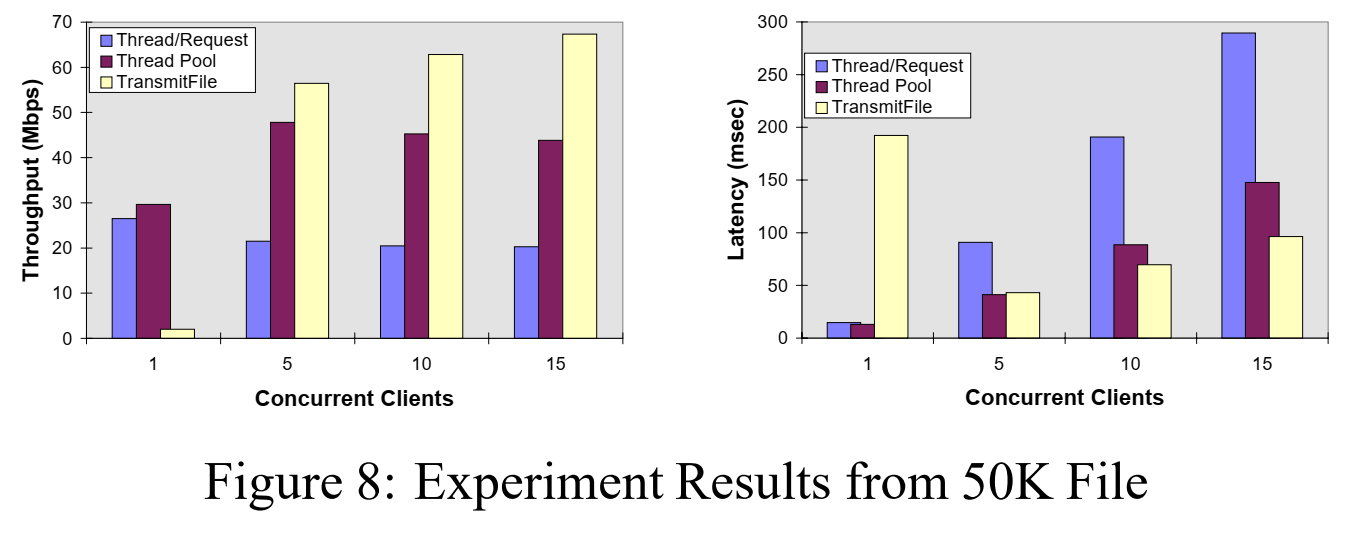 70
60
50
40
30
20
10
0
Throughput (Mbps)
Thread/Request
Thread Pool
TransmitFile
1 5 10 15
Concurrent Clients
300
250
200
150
100
50
0
Latency (msec)
Thread/Request
Thread Pool
TransmitFile
1 5 10 15
Concurrent Clients
Figure 8: Experiment Results from 50K File